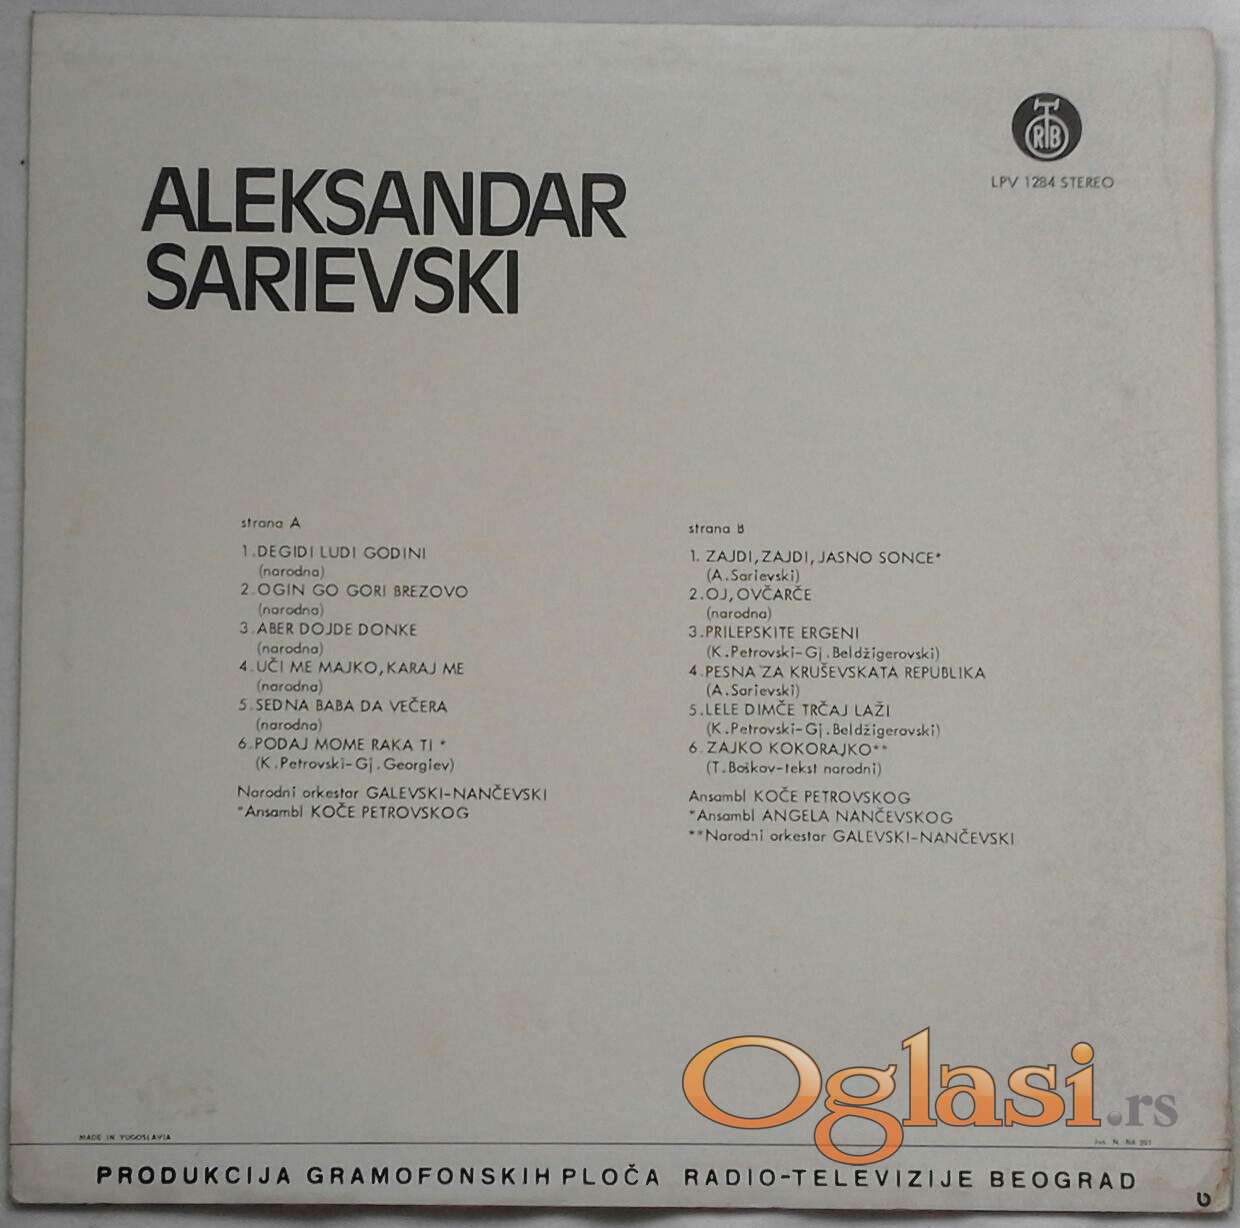 RTB
LPV 1284 STEREO
ALEKSANDAR
SARIEVSKI
strana A
1.DEGIDI LUDI GODINI
(narodna)
2.OGIN GO GORI BREZOVO
(narodna)
3.ABER DOJDE DONKE
(narodna)
4.UČI ME MAJKO, KARAJ ME
(narodna)
5.SEDNA BABA DA VEČERA
(narodna)
6.PODAJ MOME RAKA TI *
(K.Petrovski-Gj.Georgiev)
Narodni orkestar GALEVSKI-NANČEVSKI
*Ansambl KOČE PETROVSKOG
strana B
1. ZAJDI, ZAJDI, JASNO SONCE*
(A.Sarievski)
2.OJ, OVČARČE
(narodna)
3.PRILEPSKITE ERGENI
(K.Petrovski-Gj.Beldžigerovski)
4.PESNA ZA KRUŠEVSKATA REPUBLIKA
(A.Sarievski)
5.LELE DIMČE TRČAJ LAŽI
(K.Petrovski-Gj.Beldžigerovski)
6.ZAJKO KOKORAJKO**
(T.Boškov-tekst narodni)
Ansambl KOČE PETROVSKOG
*Ansambl ANGELA NANČEVSKOG
**Narodni orkestar GALEVSKI-NANČEVSKI
Oglasi.rs
MADE IN YUGOSLAVIA
PRODUKCIJA GRAMOFONSKIH PLOČA RADIO-TELEVIZIJE BEOGRAD